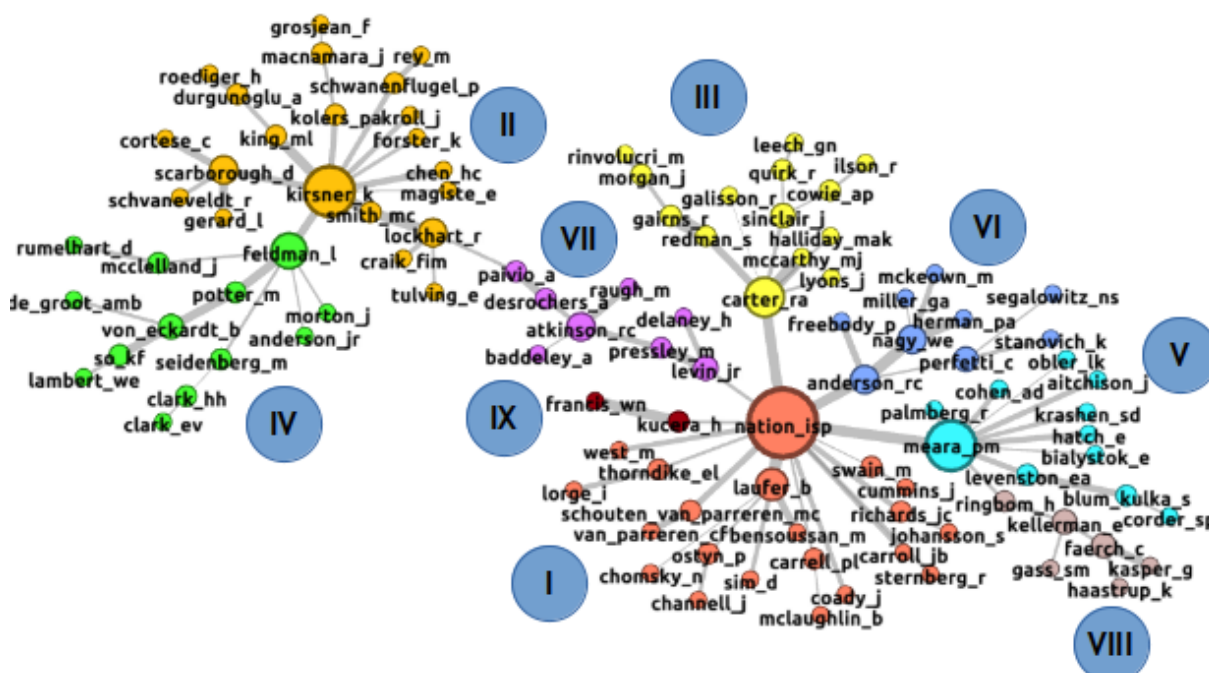 grosjean_f
macnamara_j
rey_m
roediger_h
schwanenflugel_p
durgunoglu_a
III
kolers_pa
kroll_j
II
cortese_c
king_ml
forster_k
leech_gn
rinvolucri_m
quirk_r
ilson_r
scarborough_d
chen_hc
morgan_j
cowie_ap
kirsner_k
magiste_e
galisson_r
schvaneveldt_r
smith_mc
gairns_r
sinclair_j
gerard_l
VI
rumelhart_d
lockhart_r
VII
redman_s
halliday_mak
feldman_l
mccarthy_mj
mcclelland_j
craik_fim
paivio_a
lyons_j
mckeown_m
tulving_e
desrochers_a
raugh_m
carter_ra
miller_ga
segalowitz_ns
de_groot_amb
potter_m
morton_j
atkinson_rc
delaney_h
freebody_p
herman_pa
von_eckardt_b
anderson_jr
baddeley_a
pressley_m
nagy_we
stanovich_k
V
so_kf
seidenberg_m
levin_jr
perfetti_c
obler_lk
lambert_we
anderson_rc
cohen_ad
aitchison_j
clark_hh
IX
francis_wn
palmberg_r
krashen_sd
clark_ev
IV
kucera_h
nation_isp
hatch_e
meara_pm
bialystok_e
west_m
thorndike_el
swain_m
levenston_ea
lorge_i
laufer_b
cummins_j
ringbom_h
blum_kulka_s
schouten_van_parreren_mc
richards_jc
kellerman_e
corder_sp
van_parreren_cf
bensoussan_m
johansson_s
I
ostyn_p
carrell_pl
carroll_jb
faerch_c
chomsky_n
sim_d
sternberg_r
gass_sm
kasper_g
channell_j
coady_j
haastrup_k
mclaughlin_b
VIII